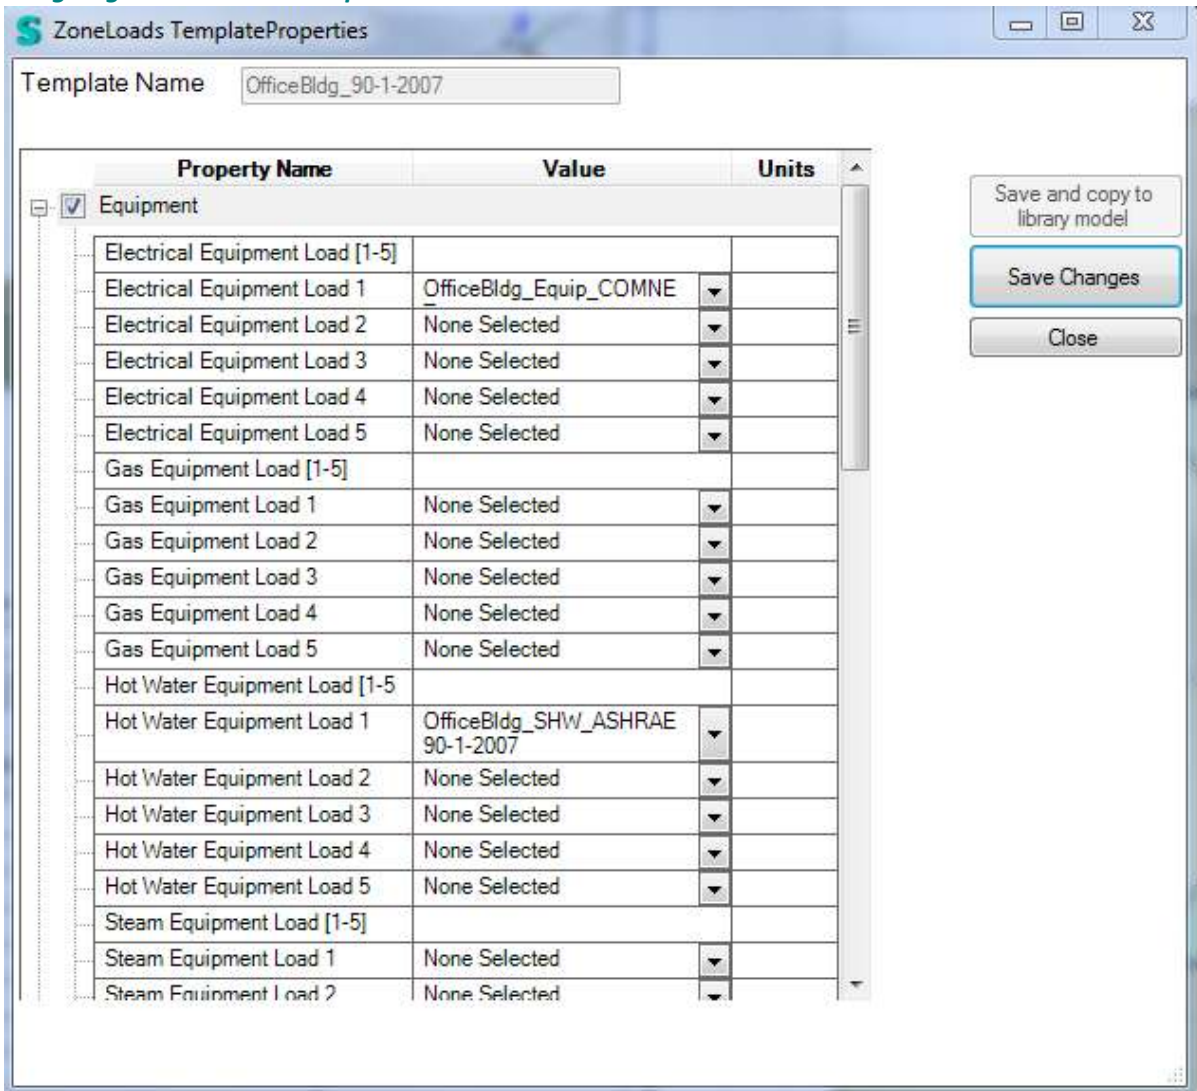 ZoneLoads TemplateProperties
Template Name OfficeBldg_90-1-2007
Property Name Value Units
Equipment
Electrical Equipment Load [1-5]
Electrical Equipment Load 1 OfficeBldg_Equip_COMNE
Electrical Equipment Load 2 None Selected
Electrical Equipment Load 3 None Selected
Electrical Equipment Load 4 None Selected
Electrical Equipment Load 5 None Selected
Gas Equipment Load [1-5]
Gas Equipment Load 1 None Selected
Gas Equipment Load 2 None Selected
Gas Equipment Load 3 None Selected
Gas Equipment Load 4 None Selected
Gas Equipment Load 5 None Selected
Hot Water Equipment Load [1-5
Hot Water Equipment Load 1 OfficeBldg_SHW_ASHRAE
90-1-2007
Hot Water Equipment Load 2 None Selected
Hot Water Equipment Load 3 None Selected
Hot Water Equipment Load 4 None Selected
Hot Water Equipment Load 5 None Selected
Steam Equipment Load [1-5]
Steam Equipment Load 1 None Selected
Steam Equipment Load 2 None Selected
Save and copy to
library model
Save Changes
Close